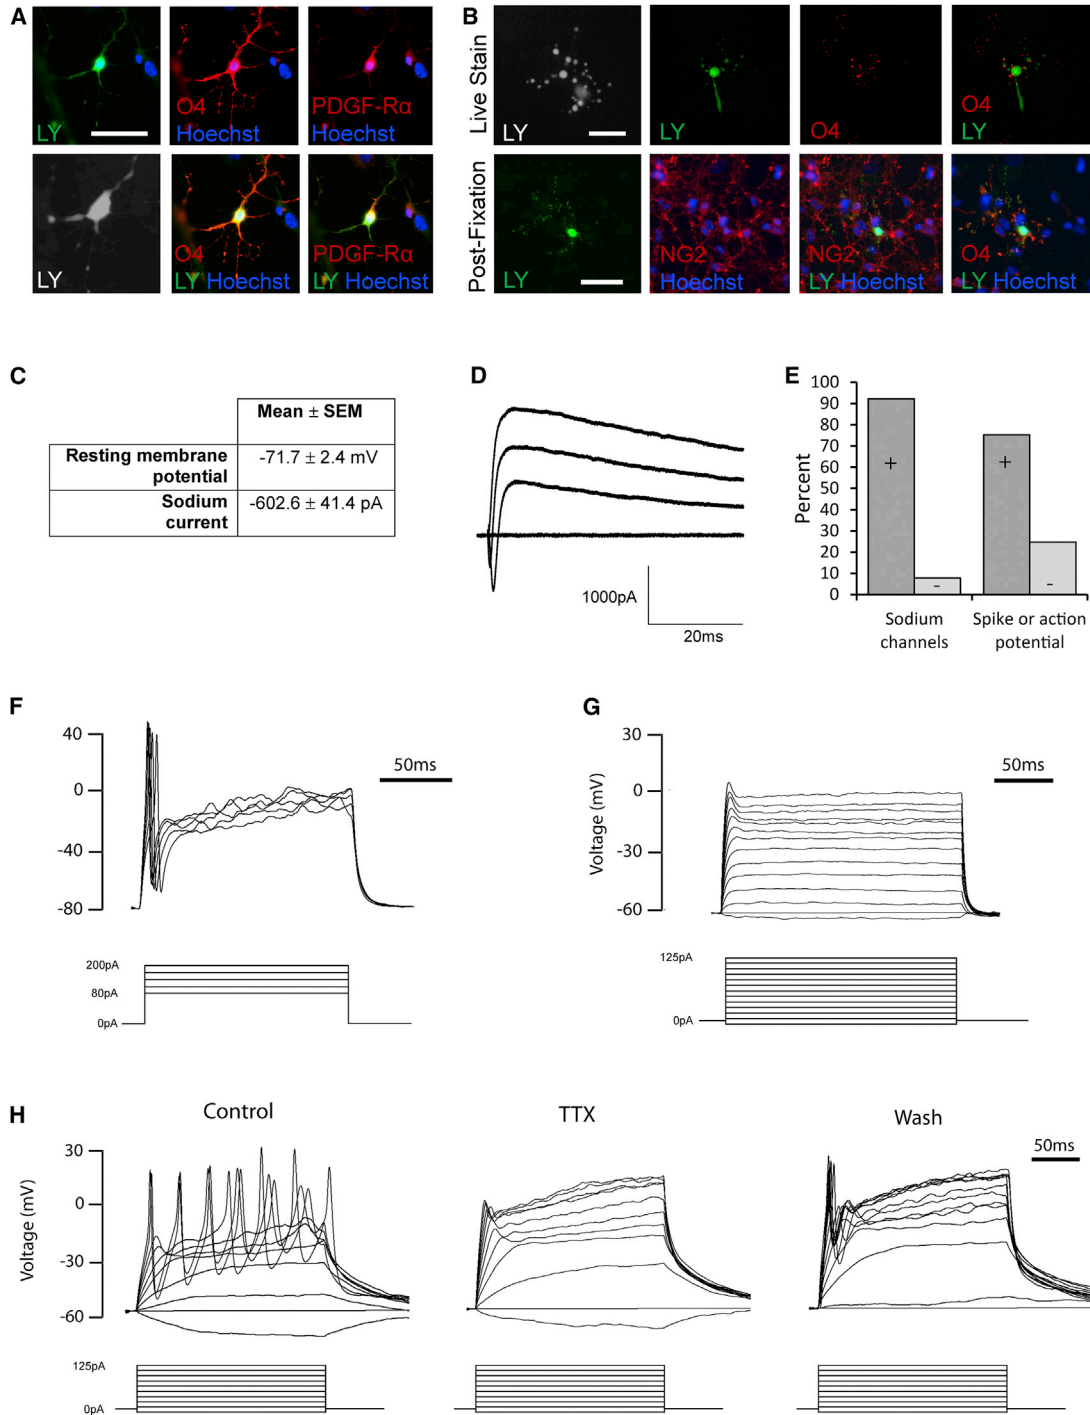 A
LY
O4
Hoechst
PDGF-Rα
Hoechst
LY
O4
LY Hoechst
PDGF-Rα
LY Hoechst
B
Live Stain
LY
LY
O4
O4
LY
Post-Fixation
LY
NG2
Hoechst
NG2
LY Hoechst
O4
LY Hoechst
C
Mean ± SEM
Resting membrane
potential
-71.7 ± 2.4 mV
Sodium
current
-602.6 ± 41.4 pA
D
1000pA
20ms
E
Percent
100
90
80
70
60
50
40
30
20
10
0
+
-
+
-
Sodium
channels
Spike or action
potential
F
40
0
-40
-80
50ms
200pA
80pA
0pA
G
Voltage (mV)
30
0
-30
-60
50ms
125pA
0pA
H
Control
TTX
Wash
Voltage (mV)
30
0
-30
-60
50ms
125pA
0pA